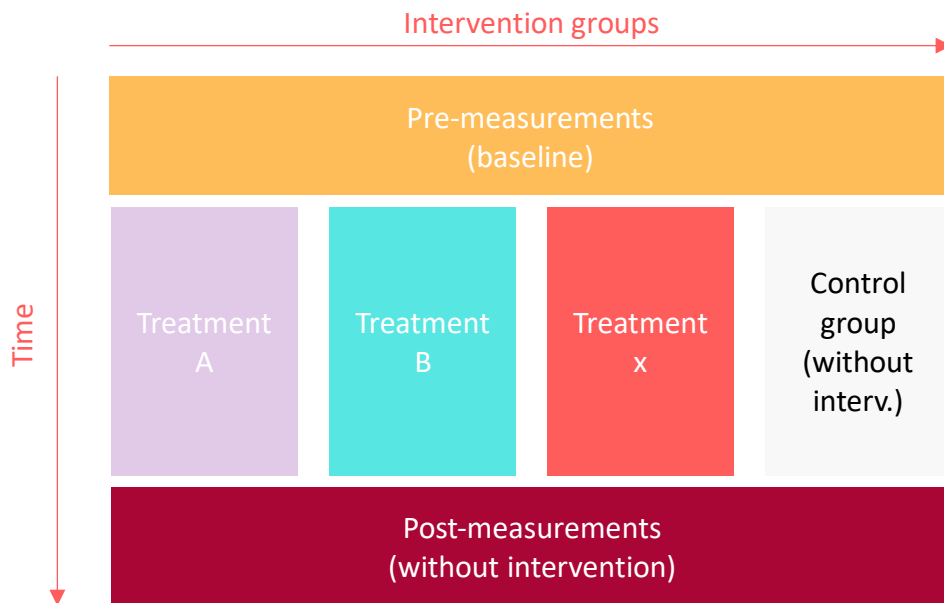 Intervention groups
Time
Pre-measurements
(baseline)
Treatment
A
Treatment
B
Treatment
x
Control
group
(without
interv.)
Post-measurements
(without intervention)